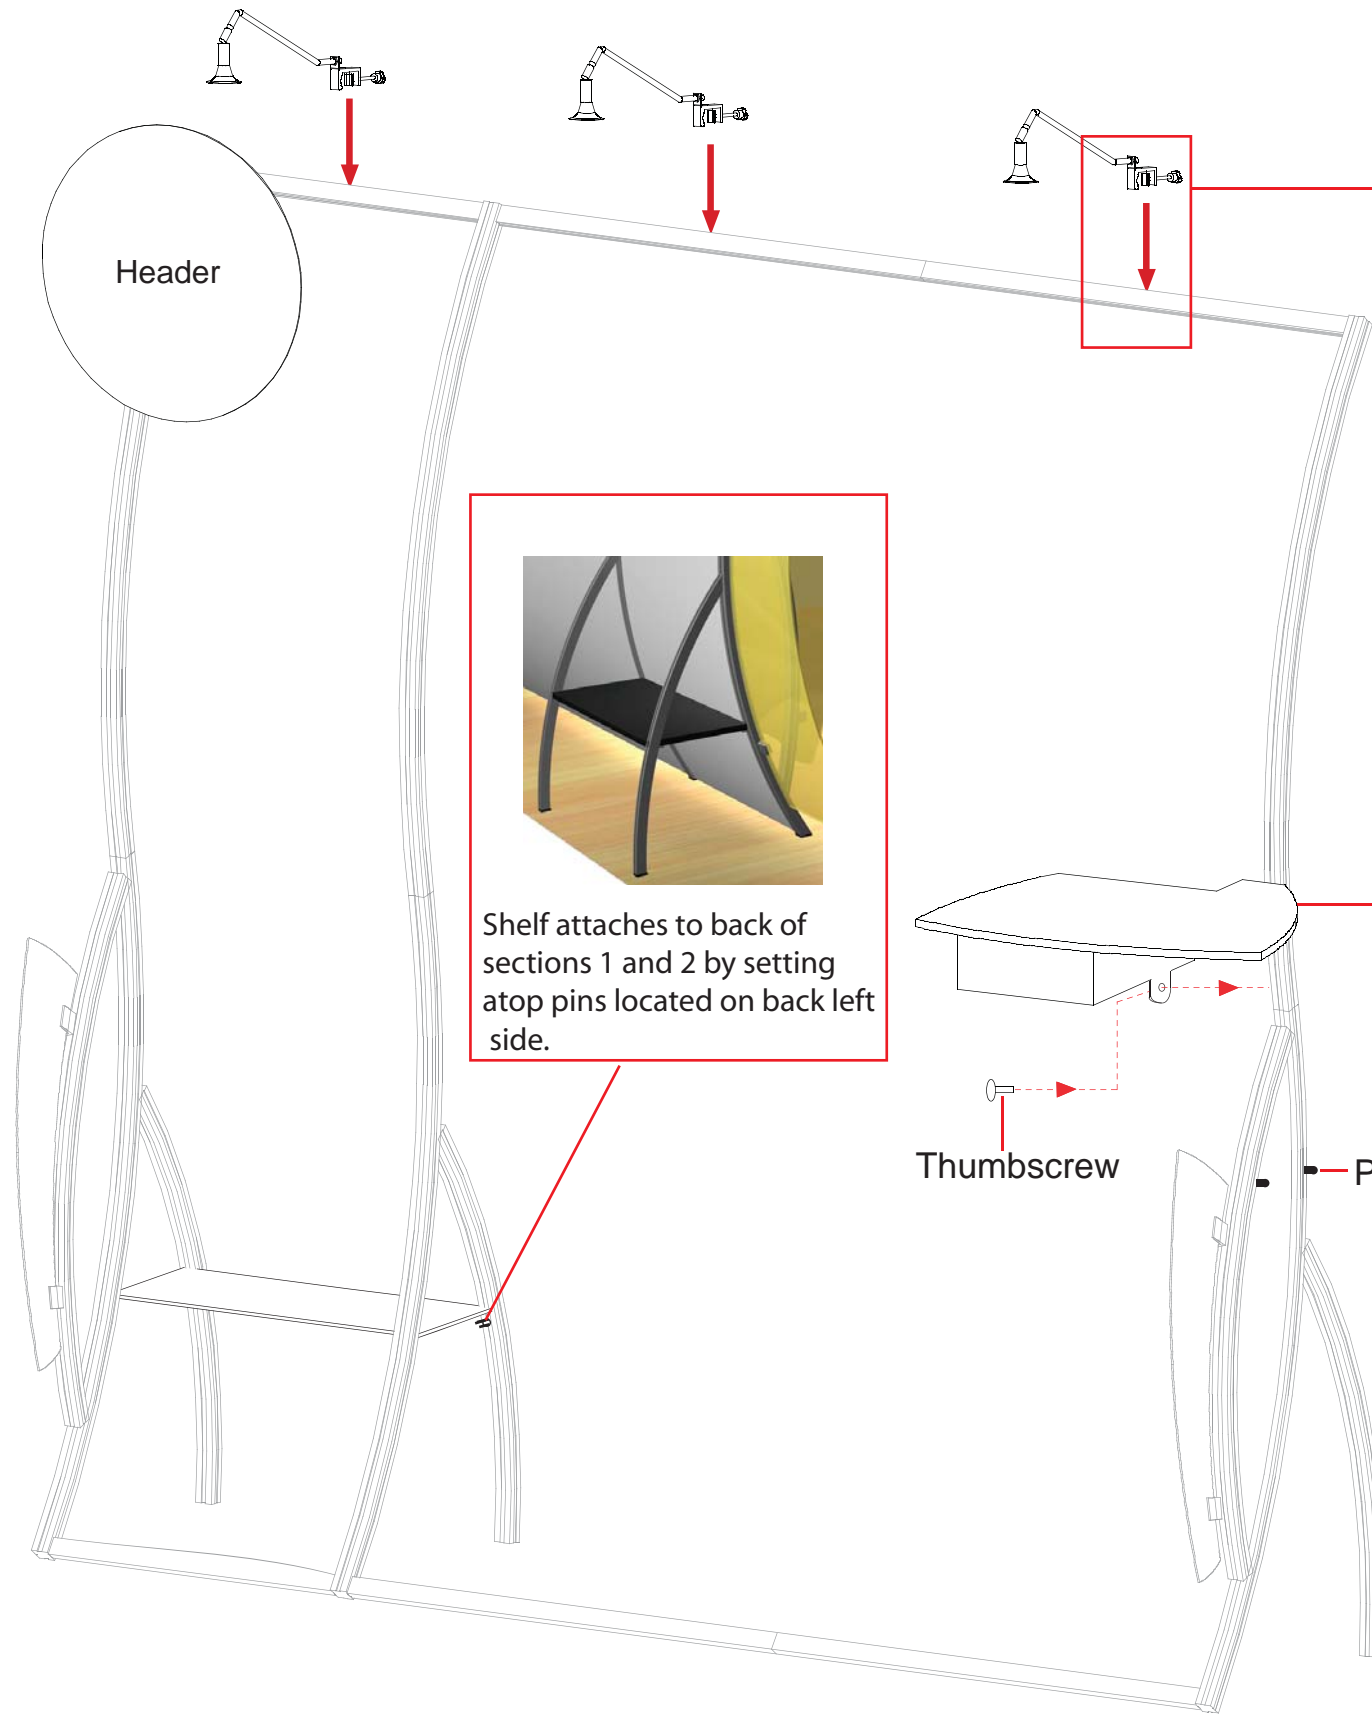 Header
Shelf attaches to back of
sections 1 and 2 by setting
atop pins located on back left
side.
Thumbscrew
P